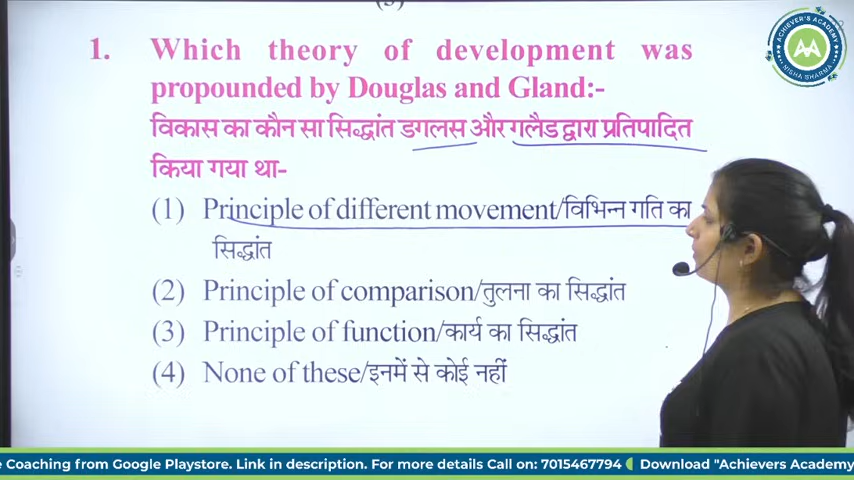 (3)
1. Which theory of development was
propounded by Douglas and Gland:-
विकास का कौन सा सिद्धांत डगलस और गलैड द्वारा प्रतिपादित
किया गया था-
(1) Principle of different movement/विभिन्न गति का
सिद्धांत
(2) Principle of comparison/तुलना का सिद्धांत
(3) Principle of function/कार्य का सिद्धांत
(4) None of these/इनमें से कोई नहीं
ACHIEVER'S ACADEMY
NISHA SHARMA
e Coaching from Google Playstore. Link in description. For more details Call on: 7015467794 Download "Achievers Academy